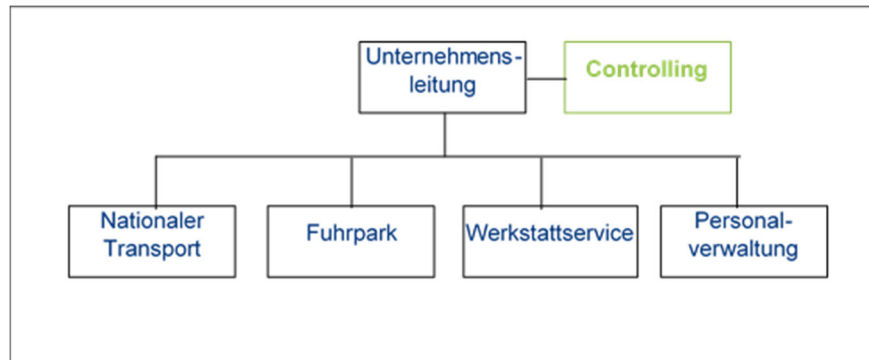 Unternehmens-
leitung
Controlling
Nationaler
Transport
Fuhrpark
Werkstattservice
Personal-
verwaltung